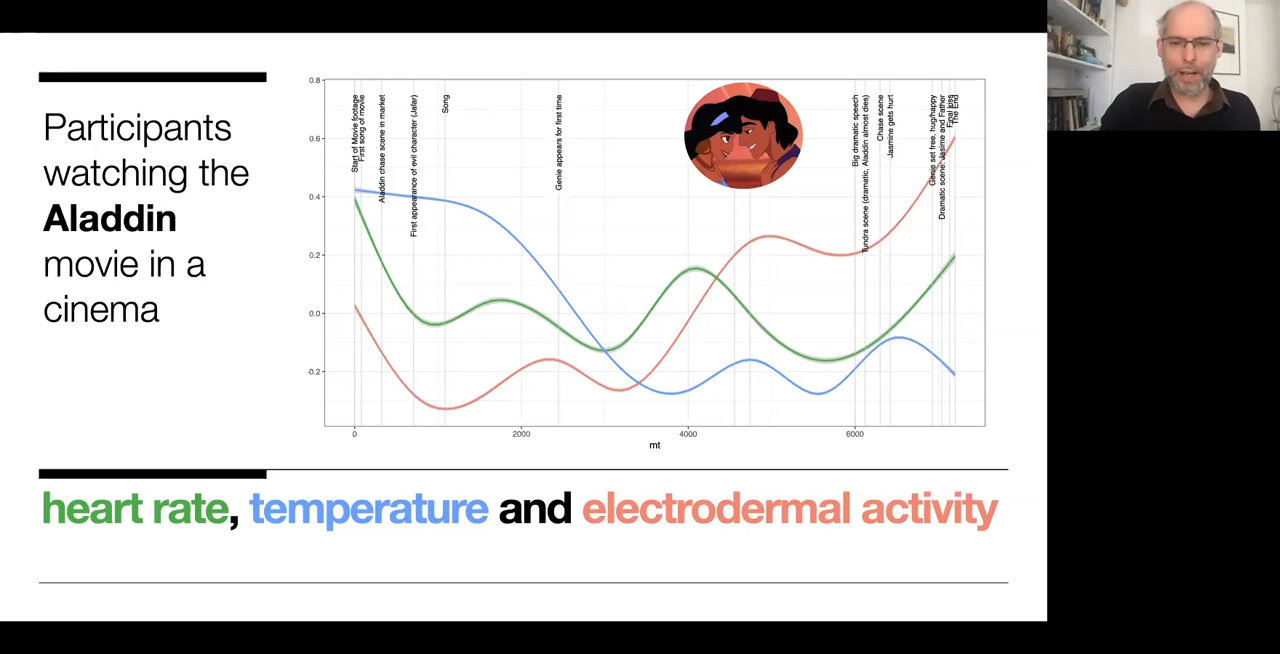 Participants
watching the
Aladdin
movie in a
cinema
0.8
0.6
0.4
0.2
0.0
-0.2
0
2000
4000
6000
mt
Start of Movie footage
First song of movie
Aladdin chase scane in market
First appearance of evil character (Jafar)
Song
Genie appears for first time
Big dramatic speech
Tundra scene (dramatic, Aladdin almost dies)
Chase scene
Jasmine gets hurt
Genie set free, hug/happy
Dramatic scene: Jasime and Father
Final kiss
The End
heart rate, temperature and electrodermal activity